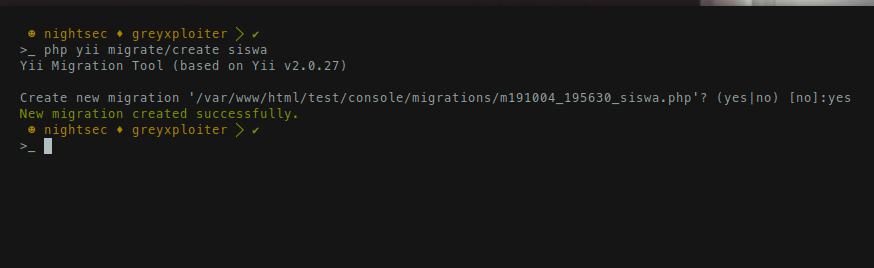 ☻ nightsec ♦ greyxploiter > ✔
>_ php yii migrate/create siswa
Yii Migration Tool (based on Yii v2.0.27)
Create new migration '/var/www/html/test/console/migrations/m191004_195630_siswa.php'? (yes|no) [no]:yes
New migration created successfully.
☻ nightsec ♦ greyxploiter > ✔
>_